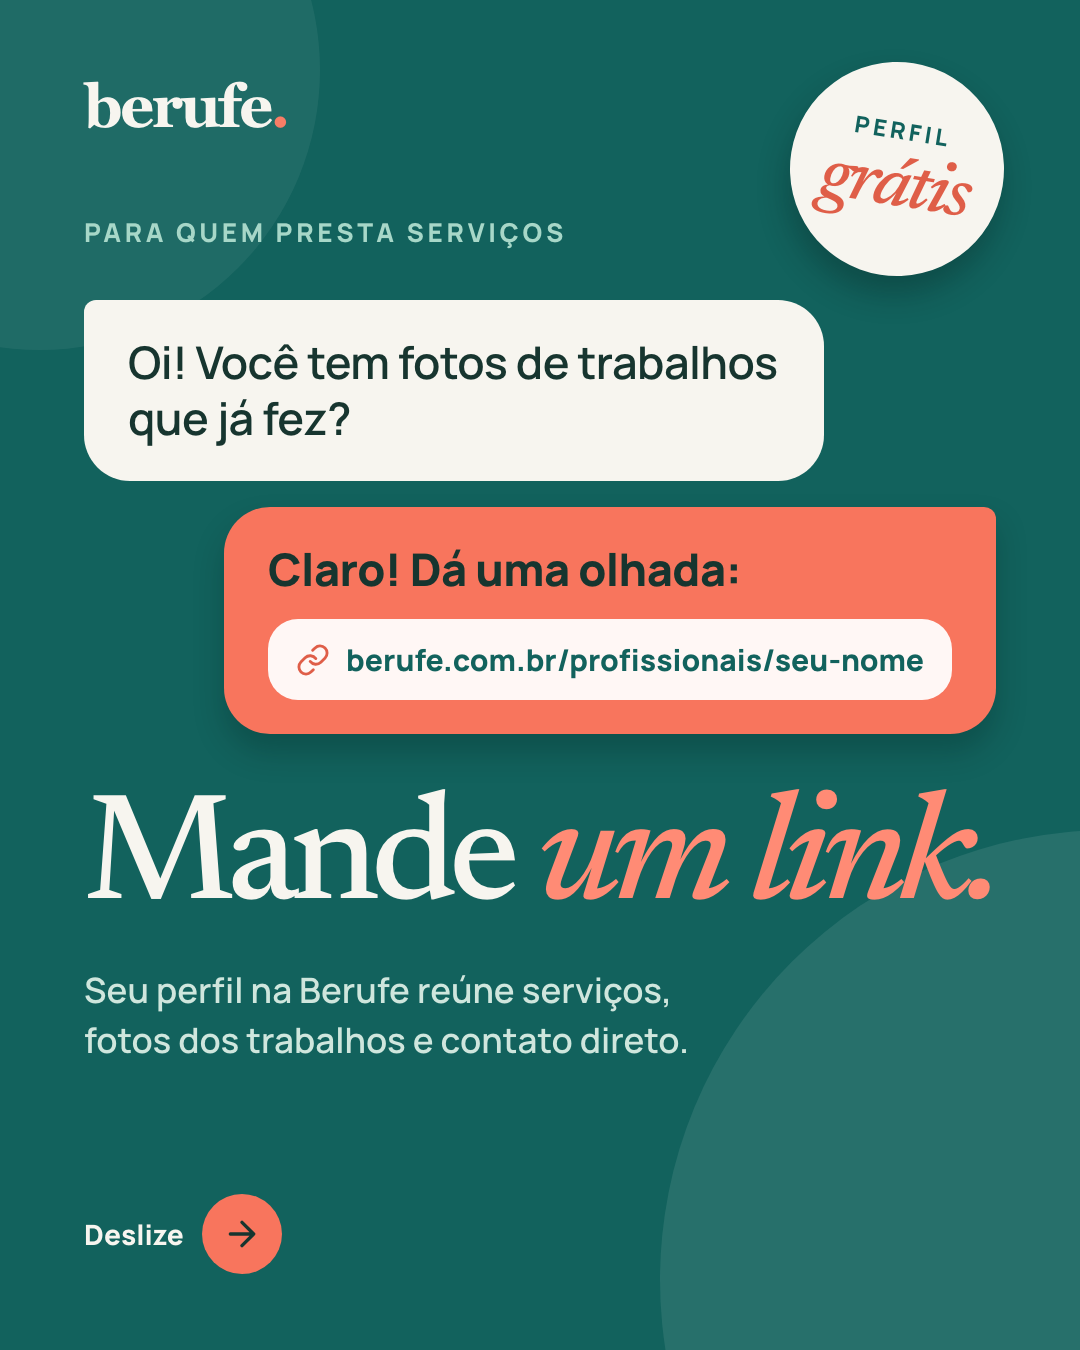 berufe.
PERFIL
grátis
PARA QUEM PRESTA SERVIÇOS
Oi! Você tem fotos de trabalhos
que já fez?
Claro! Dá uma olhada:
berufe.com.br/profissionais/seu-nome
Mande um link.
Seu perfil na Berufe reúne serviços,
fotos dos trabalhos e contato direto.
Deslize